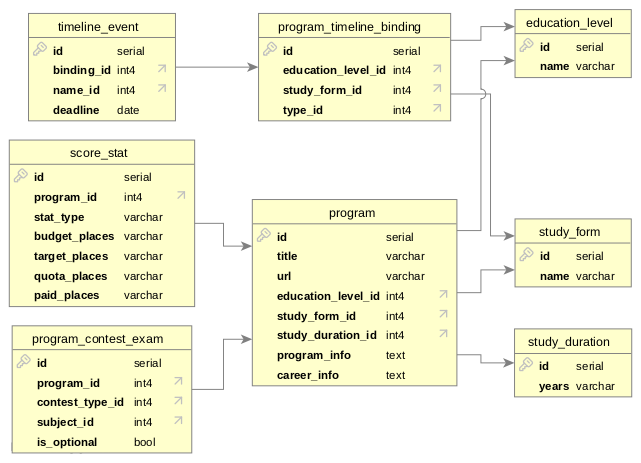 timeline_event
id serial
binding_id int4
name_id int4
deadline date
program_timeline_binding
id serial
education_level_id int4
study_form_id int4
type_id int4
education_level
id serial
name varchar
score_stat
id serial
program_id int4
stat_type varchar
budget_places varchar
target_places varchar
quota_places varchar
paid_places varchar
program
id serial
title varchar
url varchar
education_level_id int4
study_form_id int4
study_duration_id int4
program_info text
career_info text
study_form
id serial
name varchar
program_contest_exam
id serial
program_id int4
contest_type_id int4
subject_id int4
is_optional bool
study_duration
id serial
years varchar